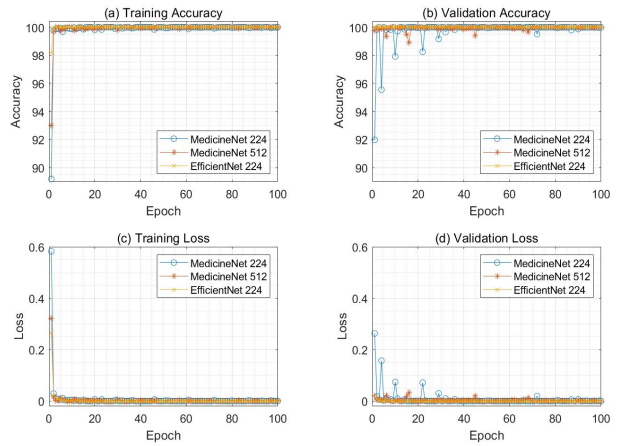 (a) Training Accuracy
100
98
96
94
92
90
Accuracy
MedicineNet 224
MedicineNet 512
EfficientNet 224
0 20 40 60 80 100
Epoch
(b) Validation Accuracy
100
98
96
94
92
90
Accuracy
MedicineNet 224
MedicineNet 512
EfficientNet 224
0 20 40 60 80 100
Epoch
(c) Training Loss
0.6
0.4
0.2
0
Loss
MedicineNet 224
MedicineNet 512
EfficientNet 224
0 20 40 60 80 100
Epoch
(d) Validation Loss
0.6
0.4
0.2
0
Loss
MedicineNet 224
MedicineNet 512
EfficientNet 224
0 20 40 60 80 100
Epoch